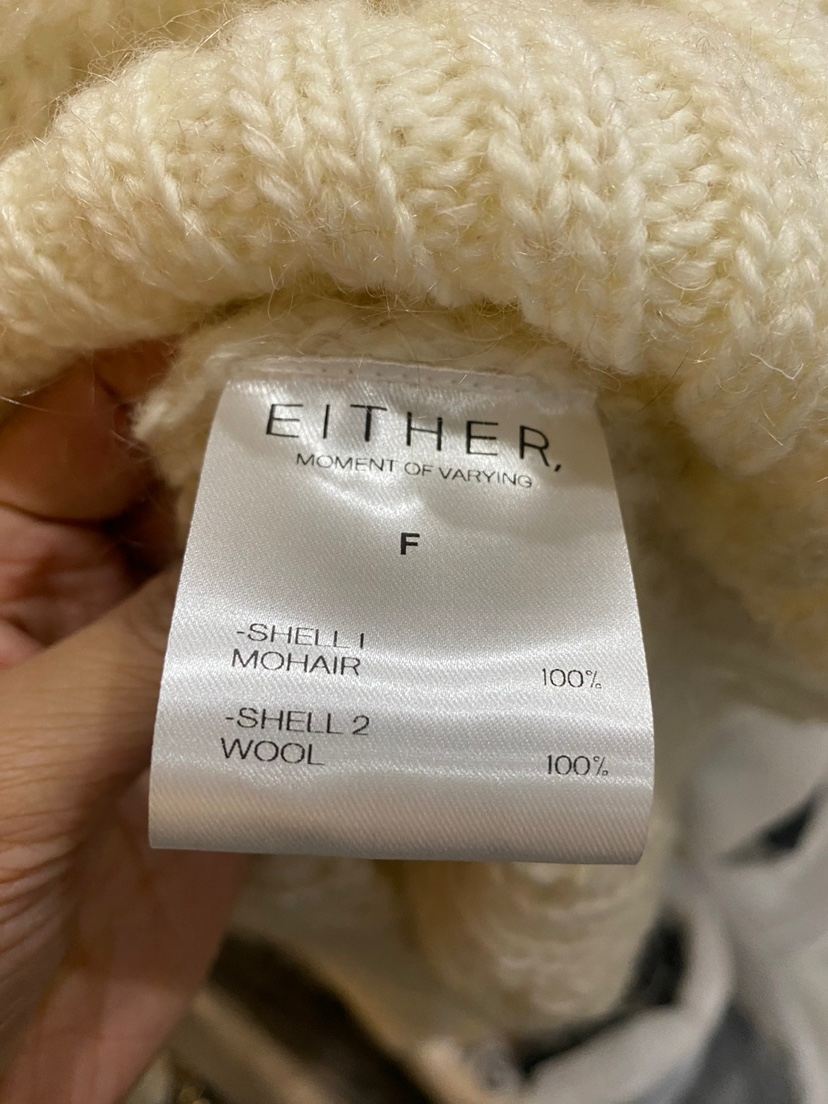 EITHER,
MOMENT OF VARYING
F
-SHELL 1
MOHAIR 100%
-SHELL 2
WOOL 100%